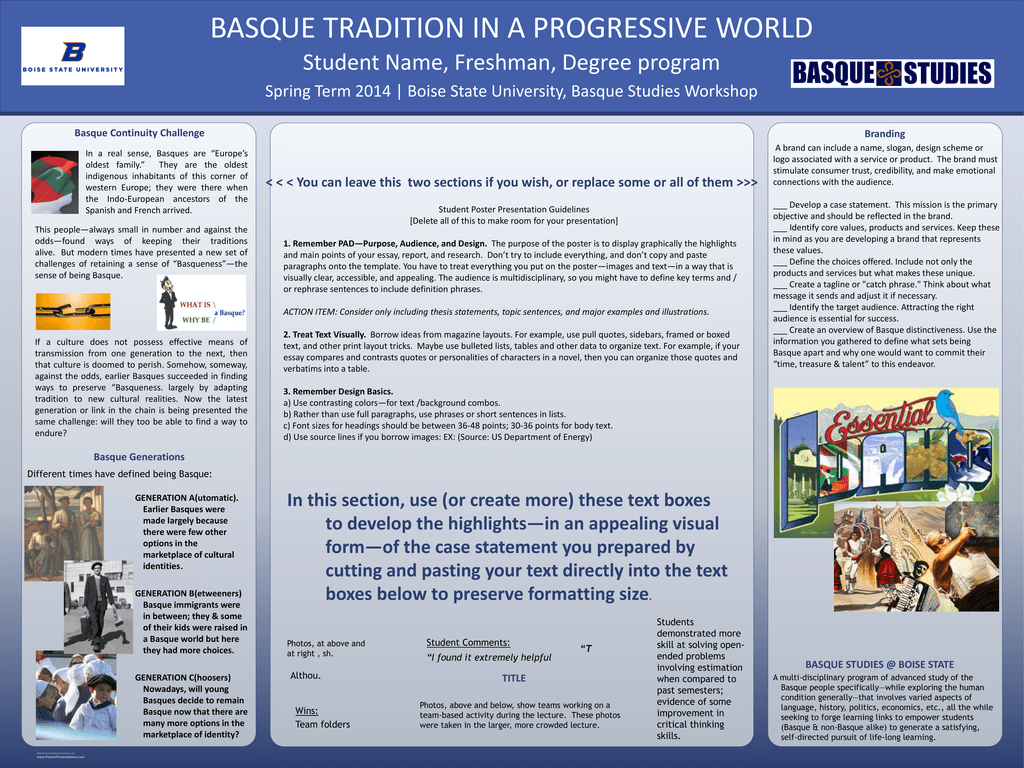 BASQUE TRADITION IN A PROGRESSIVE WORLD
Student Name, Freshman, Degree program
Spring Term 2014 | Boise State University, Basque Studies Workshop
B
BOISE STATE UNIVERSITY
BASQUE STUDIES
Basque Continuity Challenge
In a real sense, Basques are “Europe’s
oldest family.” They are the oldest
indigenous inhabitants of this corner of
western Europe; they were there when
the Indo-European ancestors of the
Spanish and French arrived.
This people—always small in number and against the
odds—found ways of keeping their traditions
alive. But modern times have presented a new set of
challenges of retaining a sense of “Basqueness”—the
sense of being Basque.
WHAT IS \
a Basque?
WHY BE /
If a culture does not possess effective means of
transmission from one generation to the next, then
that culture is doomed to perish. Somehow, someway,
against the odds, earlier Basques succeeded in finding
ways to preserve “Basqueness. largely by adapting
tradition to new cultural realities. Now the latest
generation or link in the chain is being presented the
same challenge: will they too be able to find a way to
endure?
Basque Generations
Different times have defined being Basque:
GENERATION A(utomatic).
Earlier Basques were
made largely because
there were few other
options in the
marketplace of cultural
identities.
GENERATION B(etweeners)
Basque immigrants were
in between; they & some
of their kids were raised in
a Basque world but here
they had more choices.
GENERATION C(hoosers)
Nowadays, will young
Basques decide to remain
Basque now that there are
many more options in the
marketplace of identity?
< < < You can leave this two sections if you wish, or replace some or all of them >>>
Student Poster Presentation Guidelines
[Delete all of this to make room for your presentation]
1. Remember PAD—Purpose, Audience, and Design. The purpose of the poster is to display graphically the highlights
and main points of your essay, report, and research. Don’t try to include everything, and don’t copy and paste
paragraphs onto the template. You have to treat everything you put on the poster—images and text—in a way that is
visually clear, accessible, and appealing. The audience is multidisciplinary, so you might have to define key terms and /
or rephrase sentences to include definition phrases.
ACTION ITEM: Consider only including thesis statements, topic sentences, and major examples and illustrations.
2. Treat Text Visually. Borrow ideas from magazine layouts. For example, use pull quotes, sidebars, framed or boxed
text, and other print layout tricks. Maybe use bulleted lists, tables and other data to organize text. For example, if your
essay compares and contrasts quotes or personalities of characters in a novel, then you can organize those quotes and
verbatims into a table.
3. Remember Design Basics.
a) Use contrasting colors—for text /background combos.
b) Rather than use full paragraphs, use phrases or short sentences in lists.
c) Font sizes for headings should be between 36-48 points; 30-36 points for body text.
d) Use source lines if you borrow images: EX: (Source: US Department of Energy)
In this section, use (or create more) these text boxes
to develop the highlights—in an appealing visual
form—of the case statement you prepared by
cutting and pasting your text directly into the text
boxes below to preserve formatting size.
Photos, at above and
at right , sh.
Althou.
Wins:
Team folders
Student Comments:
“I found it extremely helpful
“T
TITLE
Photos, above and below, show teams working on a
team-based activity during the lecture. These photos
were taken in the larger, more crowded lecture.
Students
demonstrated more
skill at solving open-
ended problems
involving estimation
when compared to
past semesters;
evidence of some
improvement in
critical thinking
skills.
Branding
A brand can include a name, slogan, design scheme or
logo associated with a service or product. The brand must
stimulate consumer trust, credibility, and make emotional
connections with the audience.
___ Develop a case statement. This mission is the primary
objective and should be reflected in the brand.
___ Identify core values, products and services. Keep these
in mind as you are developing a brand that represents
these values.
___ Define the choices offered. Include not only the
products and services but what makes these unique.
___ Create a tagline or "catch phrase." Think about what
message it sends and adjust it if necessary.
___ Identify the target audience. Attracting the right
audience is essential for success.
___ Create an overview of Basque distinctiveness. Use the
information you gathered to define what sets being
Basque apart and why one would want to commit their
“time, treasure & talent” to this endeavor.
Essential
IDAHO
BASQUE STUDIES @ BOISE STATE
A multi-disciplinary program of advanced study of the
Basque people specifically—while exploring the human
condition generally—that involves varied aspects of
language, history, politics, economics, etc., all the while
seeking to forge learning links to empower students
(Basque & non-Basque alike) to generate a satisfying,
self-directed pursuit of life-long learning.
www.PosterPresentations.com